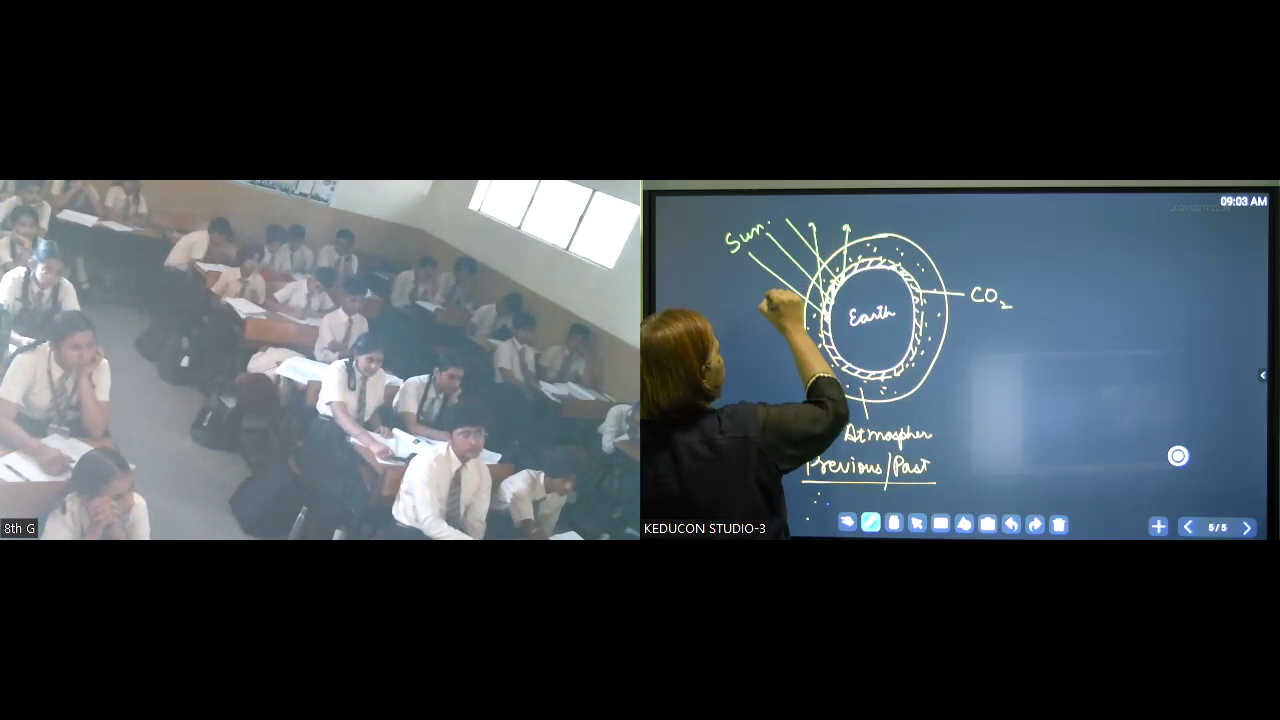 09:03 AM
Sun.
Earth
CO2
Atmospher
Previous/Past
5/5
8th G
KEDUCON STUDIO-3